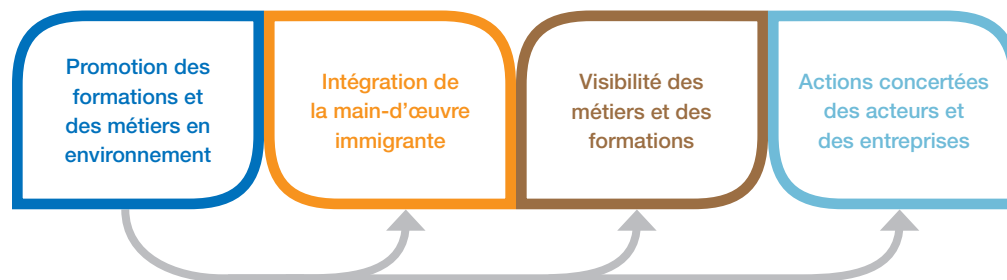 Promotion des
formations et
des métiers en
environnement
Intégration de
la main-d'œuvre
immigrante
Visibilité des
métiers et des
formations
Actions concertées
des acteurs et
des entreprises